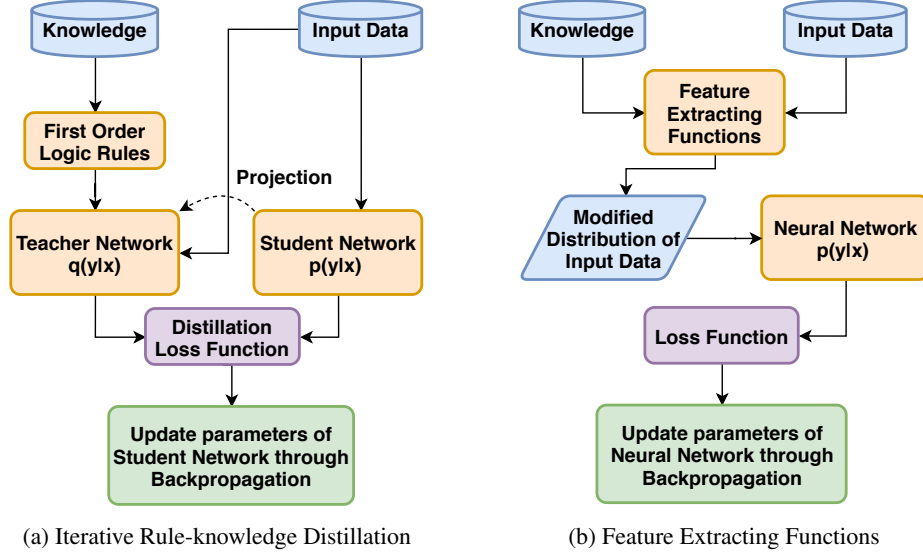 Knowledge
Input Data
First Order
Logic Rules
Projection
Teacher Network
q(y|x)
Student Network
p(y|x)
Distillation
Loss Function
Update parameters of
Student Network through
Backpropagation
(a) Iterative Rule-knowledge Distillation
Knowledge
Input Data
Feature
Extracting
Functions
Modified
Distribution of
Input Data
Neural Network
p(y|x)
Loss Function
Update parameters of
Neural Network through
Backpropagation
(b) Feature Extracting Functions